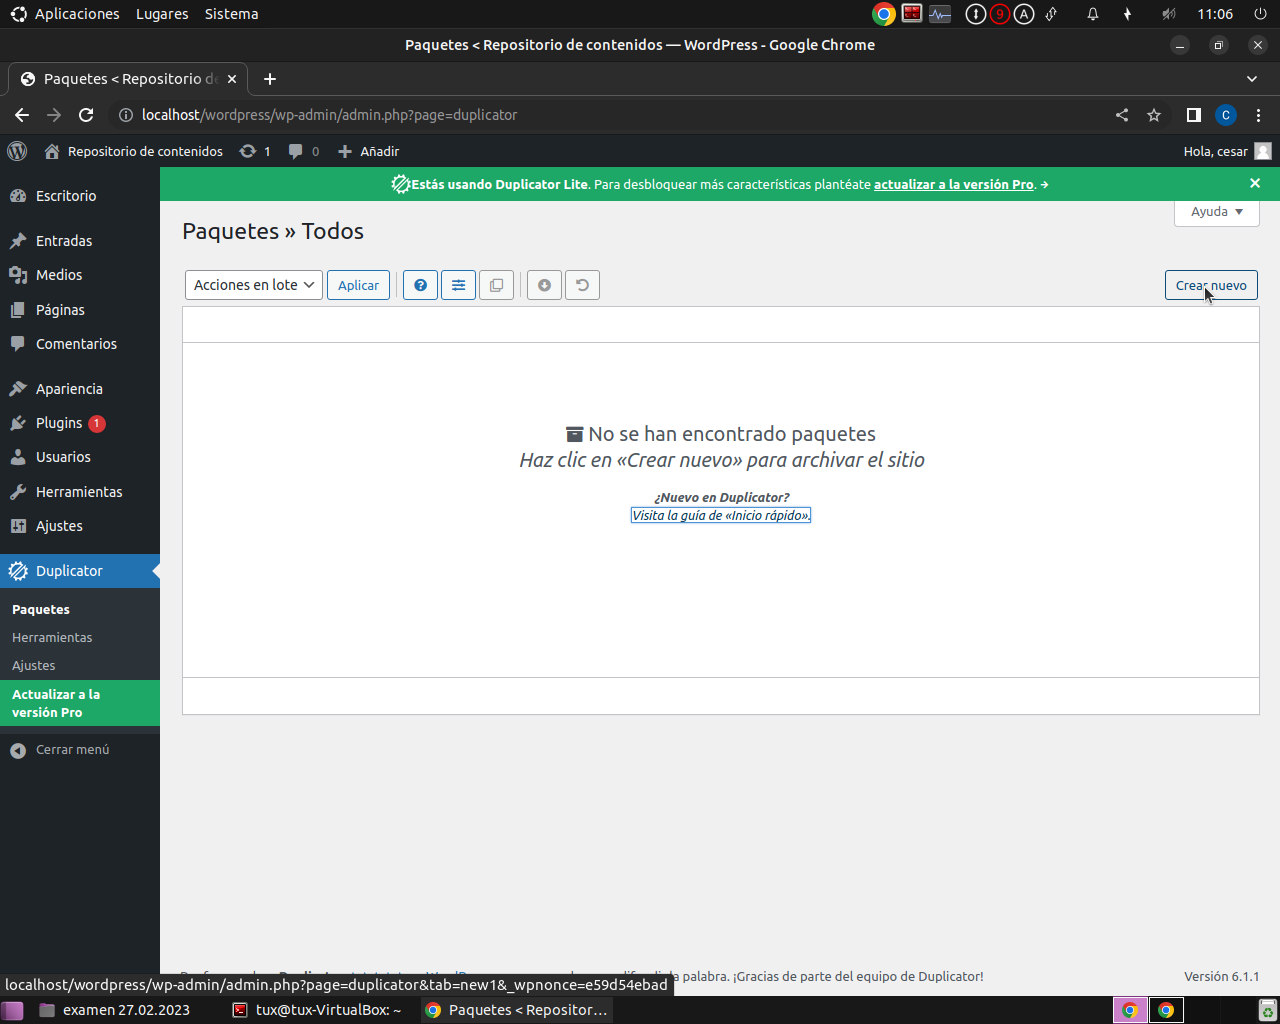 Aplicaciones Lugares Sistema 9 A 11:06
Paquetes < Repositorio de contenidos — WordPress - Google Chrome
Paquetes < Repositorio de
localhost/wordpress/wp-admin/admin.php?page=duplicator C
Repositorio de contenidos 1 0 Añadir Hola, cesar
Estás usando Duplicator Lite. Para desbloquear más características plantéate actualizar a la versión Pro. →
Escritorio
Entradas
Medios
Páginas
Comentarios
Apariencia
Plugins 1
Usuarios
Herramientas
Ajustes
Duplicator
Paquetes
Herramientas
Ajustes
Actualizar a la
versión Pro
Cerrar menú
Ayuda
Paquetes » Todos
Acciones en lote Aplicar ? Crear nuevo
No se han encontrado paquetes
Haz clic en «Crear nuevo» para archivar el sitio
¿Nuevo en Duplicator?
Visita la guía de «Inicio rápido».
la palabra. ¡Gracias de parte del equipo de Duplicator! Versión 6.1.1
localhost/wordpress/wp-admin/admin.php?page=duplicator&tab=new1&_wpnonce=e59d54ebad
examen 27.02.2023 tux@tux-VirtualBox: ~ Paquetes < Repositor...